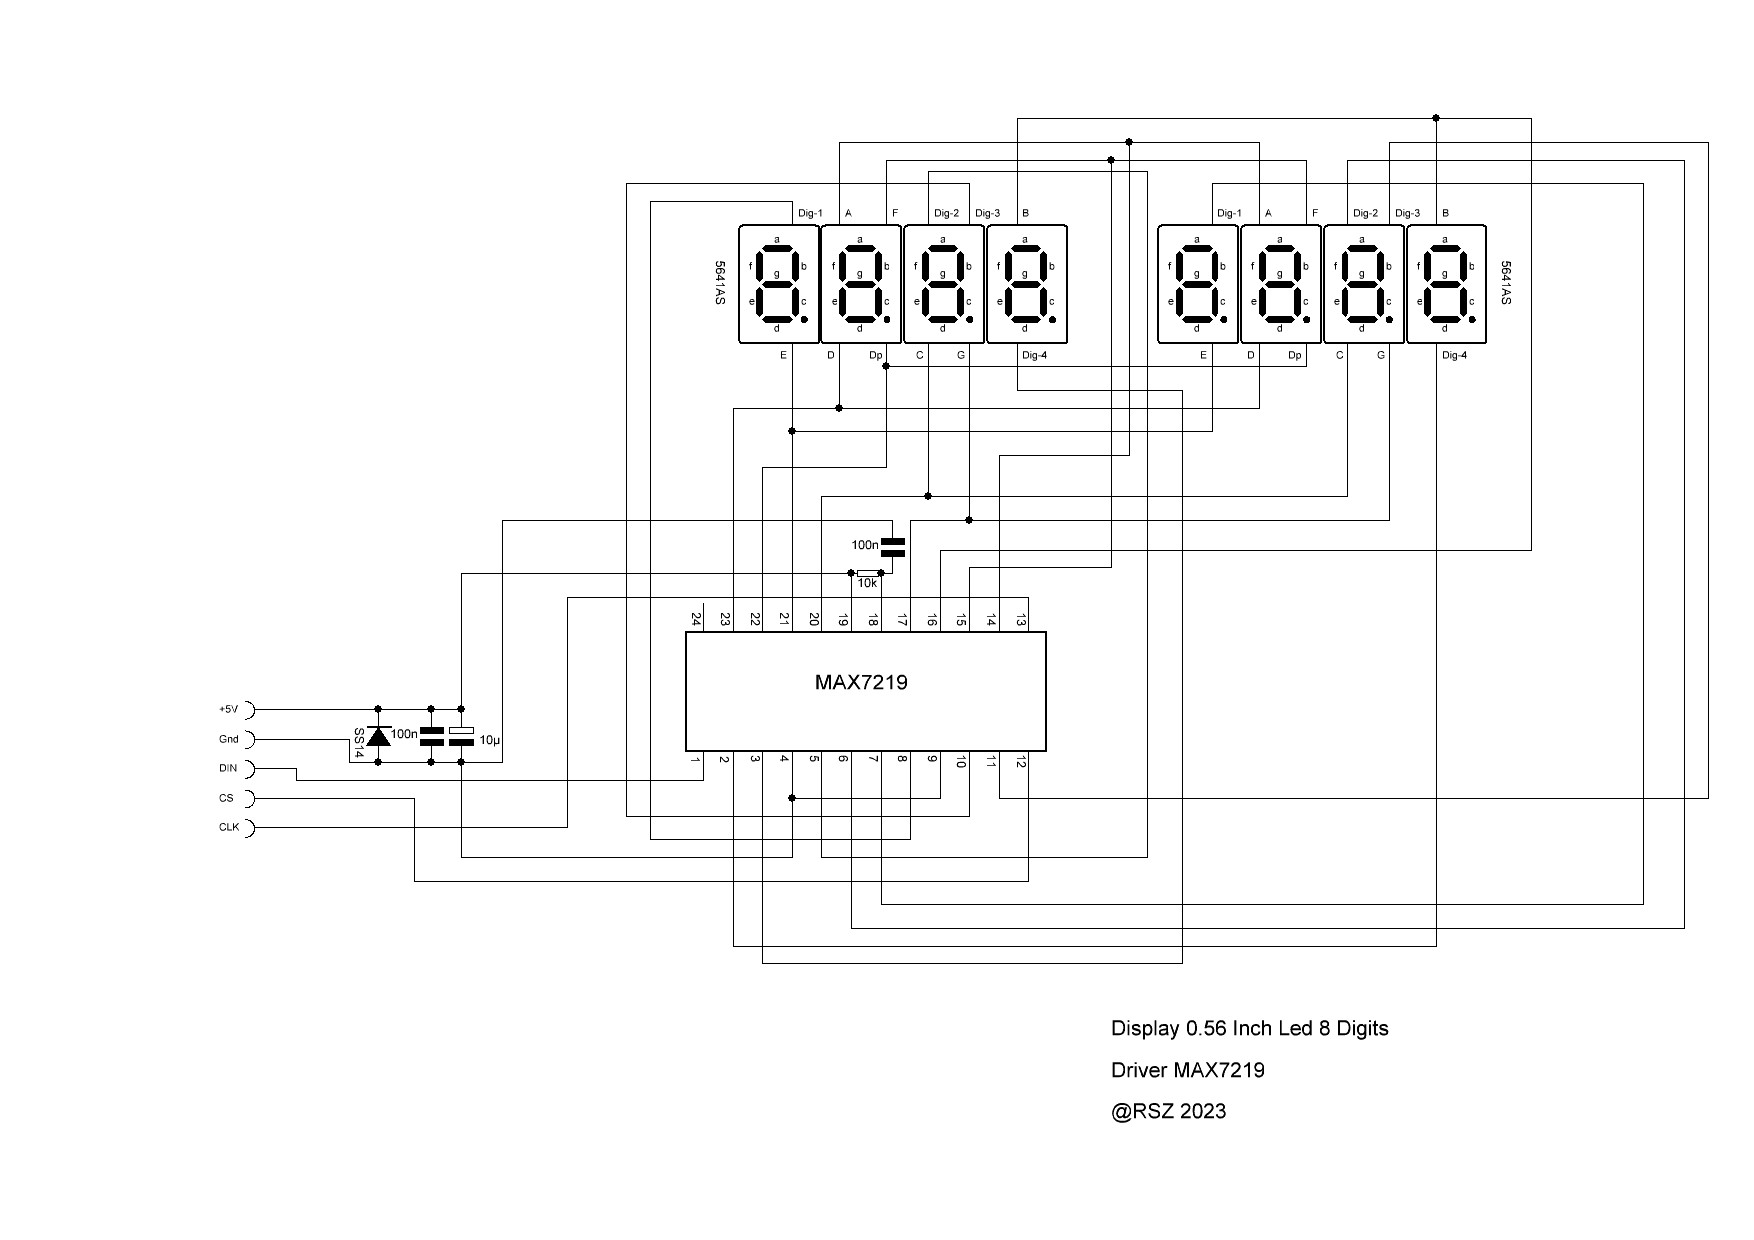 Dig-1 A F Dig-2 Dig-3 B
Dig-1 A F Dig-2 Dig-3 B
5641AS
a b c d e f g
a b c d e f g
a b c d e f g
a b c d e f g
a b c d e f g
a b c d e f g
a b c d e f g
a b c d e f g
5641AS
E D Dp C G Dig-4
E D Dp C G Dig-4
100n
10k
24 23 22 21 20 19 18 17 16 15 14 13
MAX7219
1 2 3 4 5 6 7 8 9 10 11 12
+5V
Gnd
DIN
CS
CLK
SS14
100n
10µ
Display 0.56 Inch Led 8 Digits
Driver MAX7219
@RSZ 2023